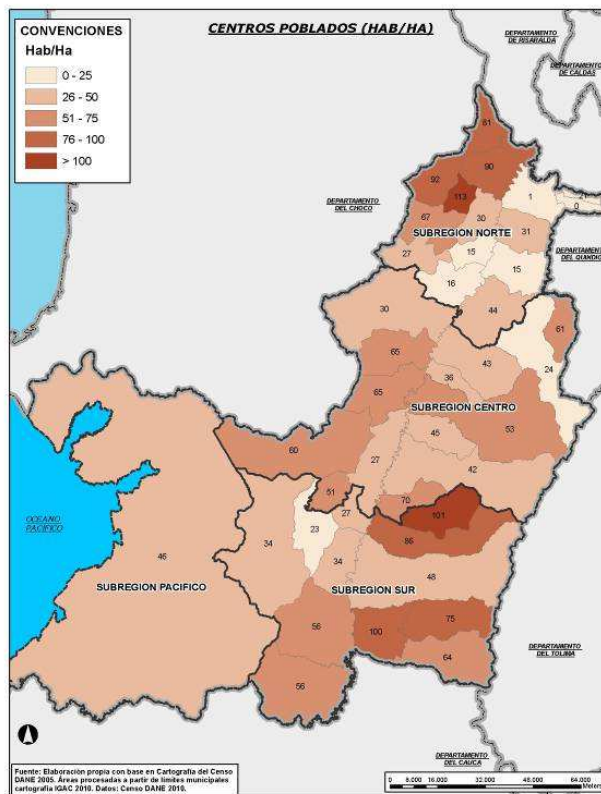 CENTROS POBLADOS (HAB/HA)
CONVENCIONES
Hab/Ha
0 - 25
26 - 50
51 - 75
76 - 100
> 100
DEPARTAMENTO
DE RISARALDA
DEPARTAMENTO
DE CALDAS
DEPARTAMENTO
DEL CHOCO
DEPARTAMENTO
DEL QUINDIO
81
90
92
113
1
0
67
30
31
SUBREGION NORTE
27
15
15
16
44
30
61
65
43
24
36
65
SUBREGION CENTRO
53
45
60
27
42
51
70
101
27
23
86
34
34
OCEANO
PACIFICO
46
48
SUBREGION PACIFICO
SUBREGION SUR
56
100
75
64
56
DEPARTAMENTO
DEL TOLIMA
DEPARTAMENTO
DEL CAUCA
Fuente: Elaboración propia con base en Cartografía del Censo
DANE 2005. Áreas procesadas a partir de límites municipales
cartografía IGAC 2010. Datos: Censo DANE 2010.
0 8.000 16.000 32.000 48.000 64.000
Meters